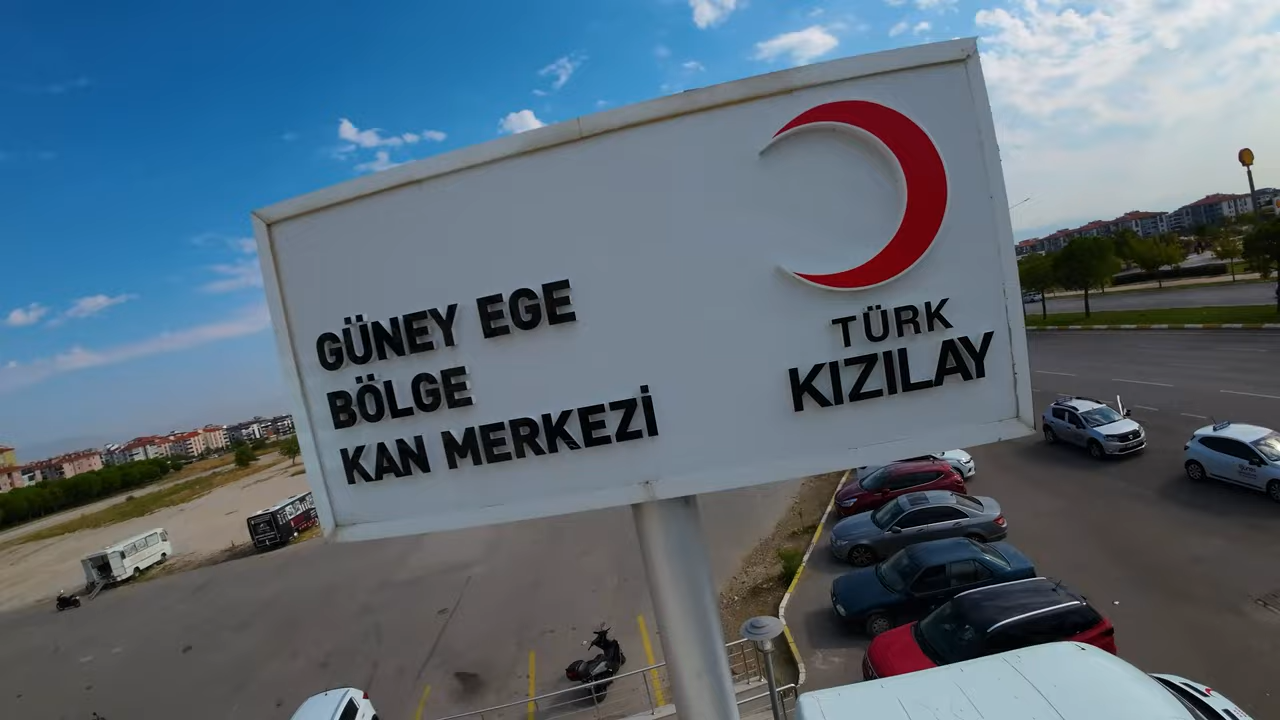 GÜNEY EGE
BÖLGE
KAN MERKEZİ
TÜRK
KIZILAY